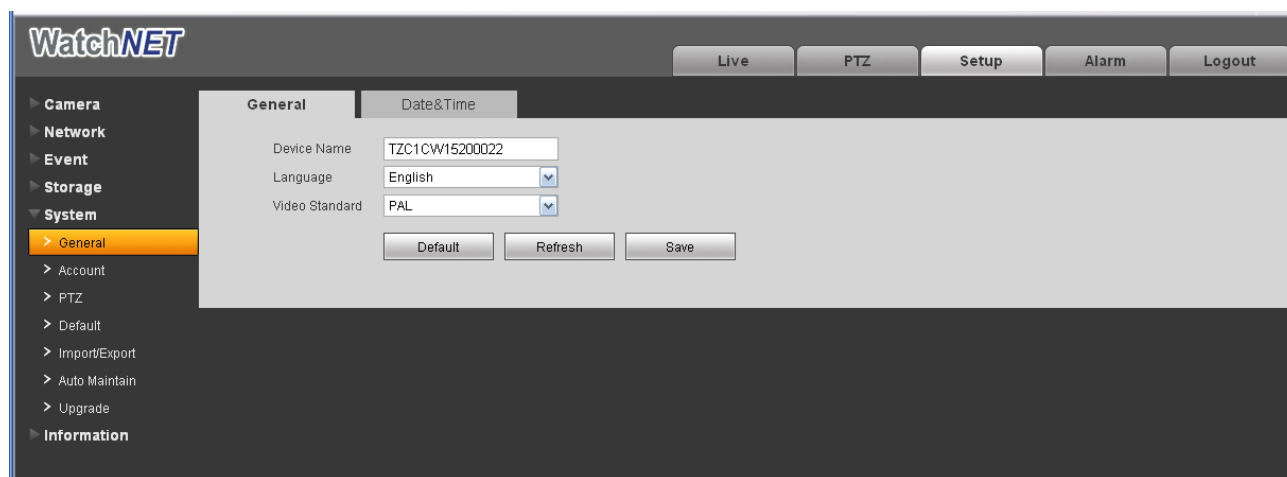 WatchNET
Live PTZ Setup Alarm Logout
Camera
Network
Event
Storage
System
> General
> Account
> PTZ
> Default
> Import/Export
> Auto Maintain
> Upgrade
Information
General Date&Time
Device Name TZC1CW15200022
Language English
Video Standard PAL
Default Refresh Save